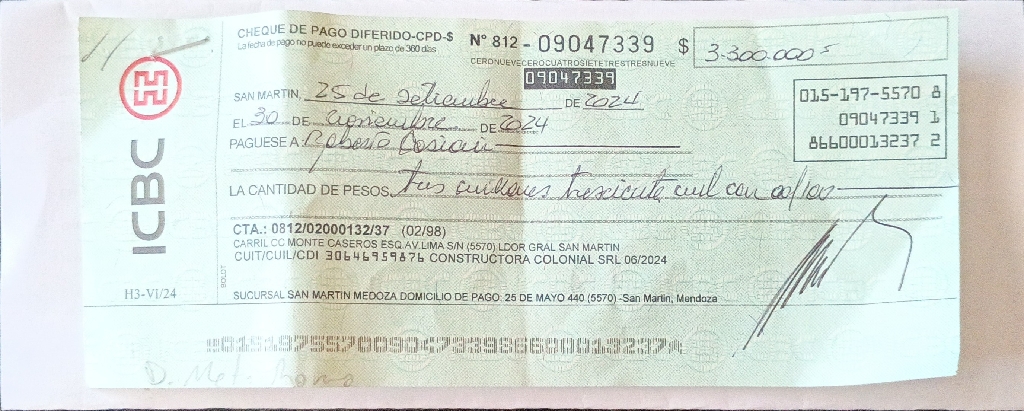 CHEQUE DE PAGO DIFERIDO-CPD-$
La fecha de pago no puede exceder un plazo de 360 días
Nº 812 - 09047339 $ 3.300.000
CERONUEVECEROCUATROSIETETRESTRESNUEVE
09047339
015-197-5570 8
09047339 1
86600013237 2
SAN MARTIN, 25 de Setiembre DE 2024
EL 30 DE Noviembre DE 2024
PAGUESE A Roberto
LA CANTIDAD DE PESOS tres millones trescientos mil con 00/100
CTA.: 0812/02000132/37 (02/98)
CARRIL CC MONTE CASEROS ESQ.AV.LIMA S/N (5570) LDOR GRAL SAN MARTIN
CUIT/CUIL/CDI 30646959876 CONSTRUCTORA COLONIAL SRL 06/2024
SUCURSAL SAN MARTIN MEDOZA DOMICILIO DE PAGO: 25 DE MAYO 440 (5570) -San Martin, Mendoza
ICBC
H3-VI/24
BOLDT